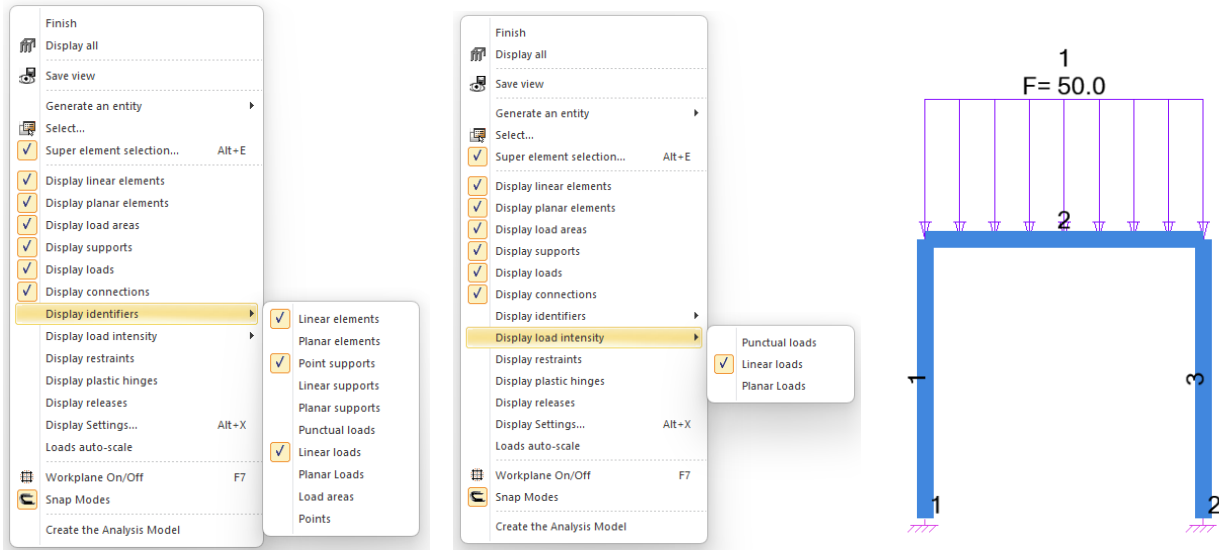 Finish
Display all
Save view
Generate an entity
Select...
Super element selection... Alt+E
Display linear elements
Display planar elements
Display load areas
Display supports
Display loads
Display connections
Display identifiers
Display load intensity
Display restraints
Display plastic hinges
Display releases
Display Settings... Alt+X
Loads auto-scale
Workplane On/Off F7
Snap Modes
Create the Analysis Model
Linear elements
Planar elements
Point supports
Linear supports
Planar supports
Punctual loads
Linear loads
Planar Loads
Load areas
Points
Finish
Display all
Save view
Generate an entity
Select...
Super element selection... Alt+E
Display linear elements
Display planar elements
Display load areas
Display supports
Display loads
Display connections
Display identifiers
Display load intensity
Display restraints
Display plastic hinges
Display releases
Display Settings... Alt+X
Loads auto-scale
Workplane On/Off F7
Snap Modes
Create the Analysis Model
Punctual loads
Linear loads
Planar Loads
1
F= 50.0
2
1
3
1
2